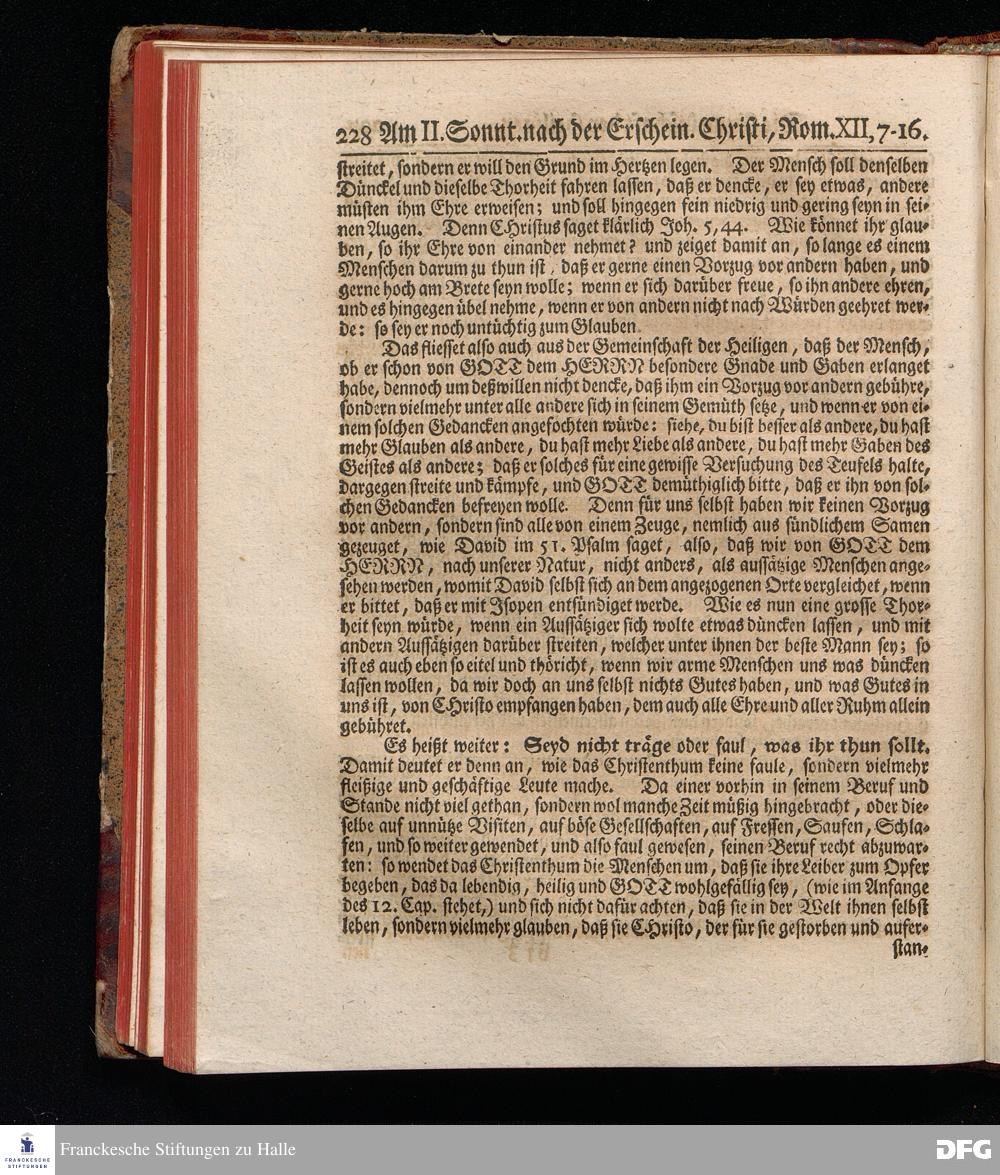 228 Am II. Sonnt. nach der Erschein. Christi, Rom. XII, 7-16.
streitet, sondern er will den Grund im Hertzen legen. Der Mensch soll denselben
Dünckel und dieselbe Thorheit fahren lassen, daß er dencke, er sey etwas, andere
müsten ihm Ehre erweisen; und soll hingegen fein niedrig und gering seyn in sei-
nen Augen. Denn CHristus saget klärlich Joh. 5, 44. Wie könnet ihr glau-
ben, so ihr Ehre von einander nehmet? und zeiget damit an, so lange es einem
Menschen darum zu thun ist, daß er gerne einen Vorzug vor andern haben, und
gerne hoch am Brete seyn wolle; wenn er sich darüber freue, so ihn andere ehren,
und es hingegen übel nehme, wenn er von andern nicht nach Würden geehret wer-
de: so sey er noch untüchtig zum Glauben
Das fliesset also auch aus der Gemeinschaft der Heiligen, daß der Mensch,
ob er schon von GOTT dem HERRN besondere Gnade und Gaben erlanget
habe, dennoch um deßwillen nicht dencke, daß ihm ein Vorzug vor andern gebühre,
sondern vielmehr unter alle andere sich in seinem Gemüth setze, und wenn er von ei-
nem solchen Gedancken angefochten würde: siehe, du bist besser als andere, du hast
mehr Glauben als andere, du hast mehr Liebe als andere, du hast mehr Gaben des
Geistes als andere; daß er solches für eine gewisse Versuchung des Teufels halte,
dargegen streite und kämpfe, und GOTT demüthiglich bitte, daß er ihn von sol-
chen Gedancken befreyen wolle. Denn für uns selbst haben wir keinen Vorzug
vor andern, sondern sind alle von einem Zeuge, nemlich aus sündlichem Samen
gezeuget, wie David im 51. Psalm saget, also, daß wir von GOTT dem
HERRN, nach unserer Natur, nicht anders, als aussätzige Menschen ange-
sehen werden, womit David selbst sich an dem angezogenen Orte vergleichet, wenn
er bittet, daß er mit Isopen entsündiget werde. Wie es nun eine grosse Thor-
heit seyn würde, wenn ein Aussätziger sich wolte etwas düncken lassen, und mit
andern Aussätzigen darüber streiten, welcher unter ihnen der beste Mann sey; so
ist es auch eben so eitel und thöricht, wenn wir arme Menschen uns was düncken
lassen wollen, da wir doch an uns selbst nichts Gutes haben, und was Gutes in
uns ist, von CHristo empfangen haben, dem auch alle Ehre und aller Ruhm allein
gebühret.
Es heißt weiter: Seyd nicht träge oder faul, was ihr thun sollt.
Damit deutet er denn an, wie das Christenthum keine faule, sondern vielmehr
fleißige und geschäftige Leute mache. Da einer vorhin in seinem Beruf und
Stande nicht viel gethan, sondern wol manche Zeit müßig hingebracht, oder die-
selbe auf unnütze Visiten, auf böse Gesellschaften, auf Fressen, Saufen, Schla-
fen, und so weiter gewendet, und also faul gewesen, seinen Beruf recht abzuwar-
ten: so wendet das Christenthum die Menschen um, daß sie ihre Leiber zum Opfer
begeben, das da lebendig, heilig und GOTT wohlgefällig sey, (wie im Anfange
des 12. Cap. stehet,) und sich nicht dafür achten, daß sie in der Welt ihnen selbst
leben, sondern vielmehr glauben, daß sie CHristo, der für sie gestorben und aufer-
stan-
FRANCKESCHE
STIFTUNGEN
Franckesche Stiftungen zu Halle
DFG